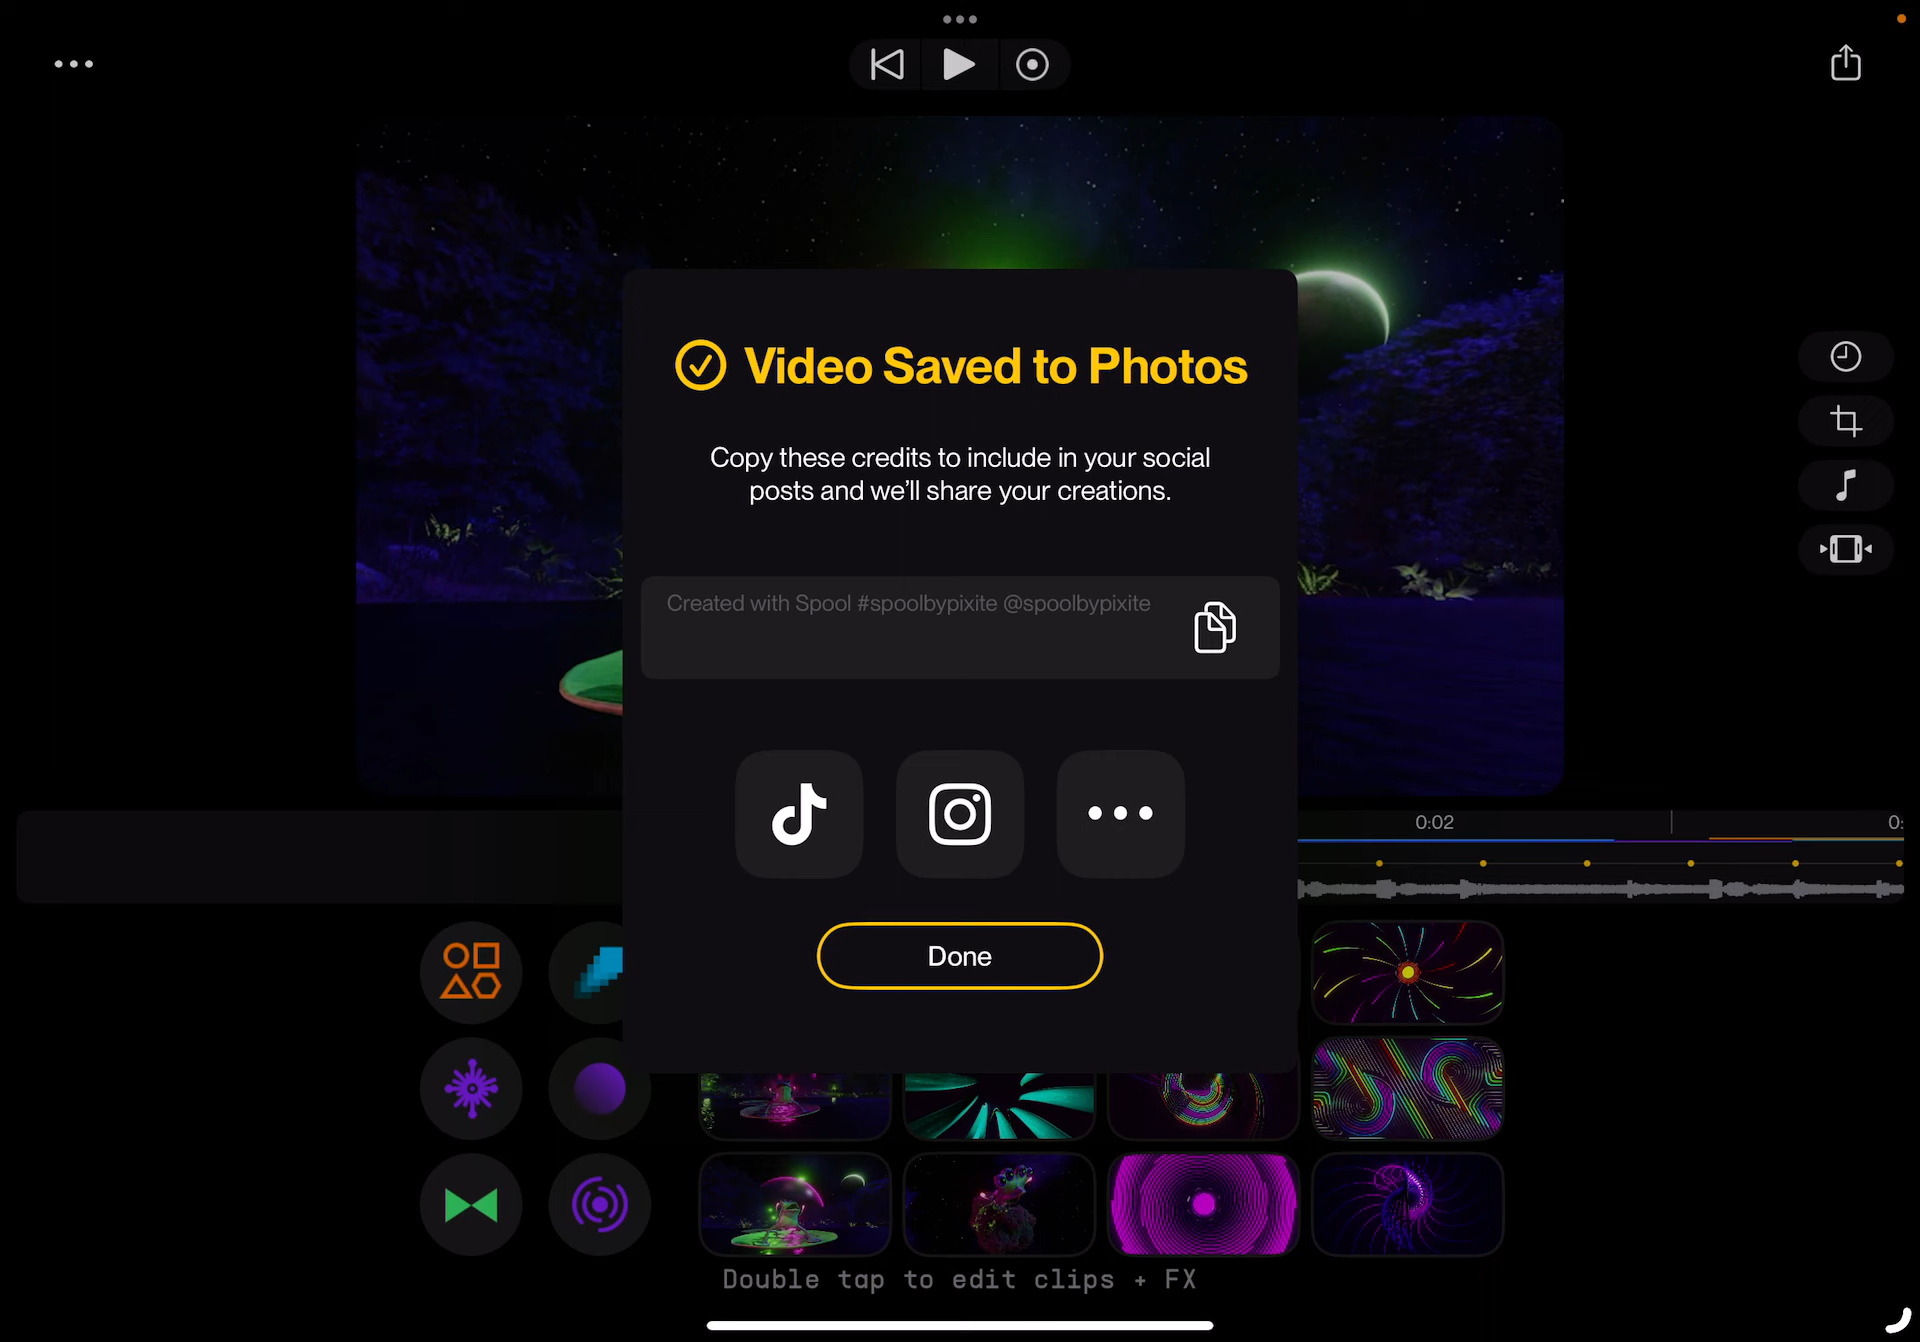 Video Saved to Photos
Copy these credits to include in your social
posts and we'll share your creations.
Created with Spool #spoolbypixite @spoolbypixite
0:02
0:
Done
Double tap to edit clips + FX